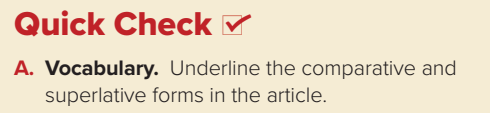 Quick Check
A. Vocabulary. Underline the comparative and
superlative forms in the article.